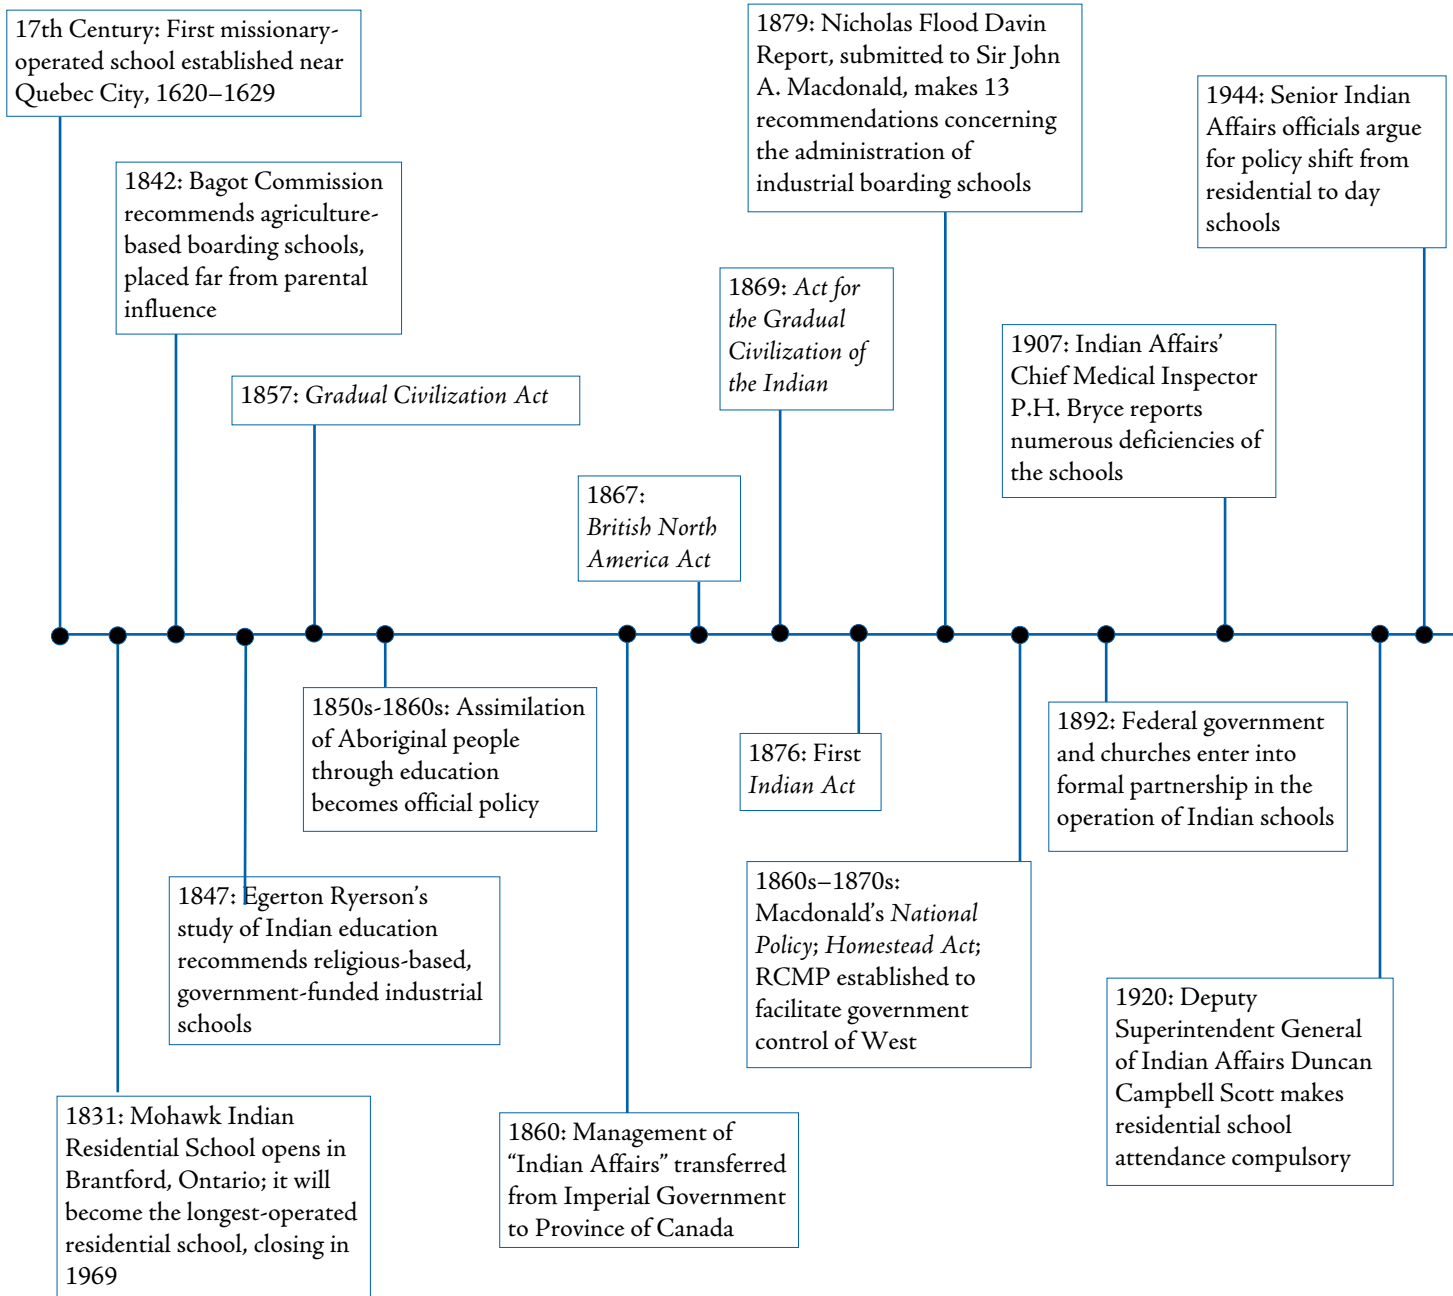 17th Century: First missionary-
operated school established near
Quebec City, 1620–1629
1831: Mohawk Indian
Residential School opens in
Brantford, Ontario; it will
become the longest-operated
residential school, closing in
1969
1842: Bagot Commission
recommends agriculture-
based boarding schools,
placed far from parental
influence
1847: Egerton Ryerson’s
study of Indian education
recommends religious-based,
government-funded industrial
schools
1857: Gradual Civilization Act
1850s-1860s: Assimilation
of Aboriginal people
through education
becomes official policy
1860: Management of
“Indian Affairs” transferred
from Imperial Government
to Province of Canada
1867:
British North
America Act
1869: Act for
the Gradual
Civilization of
the Indian
1876: First
Indian Act
1879: Nicholas Flood Davin
Report, submitted to Sir John
A. Macdonald, makes 13
recommendations concerning
the administration of
industrial boarding schools
1860s–1870s:
Macdonald’s National
Policy; Homestead Act;
RCMP established to
facilitate government
control of West
1892: Federal government
and churches enter into
formal partnership in the
operation of Indian schools
1907: Indian Affairs’
Chief Medical Inspector
P.H. Bryce reports
numerous deficiencies of
the schools
1920: Deputy
Superintendent General
of Indian Affairs Duncan
Campbell Scott makes
residential school
attendance compulsory
1944: Senior Indian
Affairs officials argue
for policy shift from
residential to day
schools